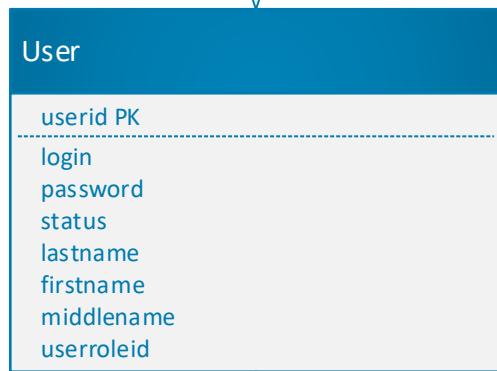 User
userid PK
login
password
status
lastname
firstname
middlename
userroleid